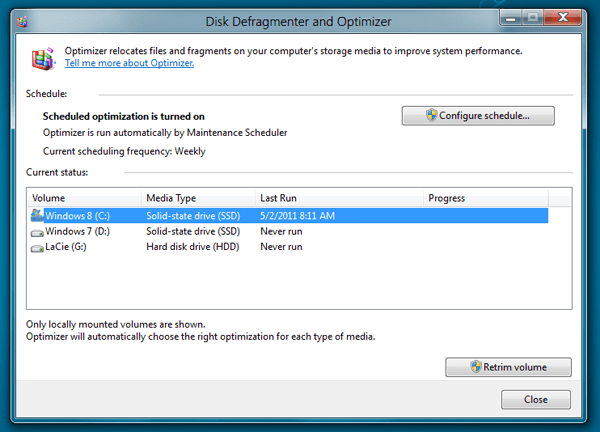 Disk Defragmenter and Optimizer
Optimizer relocates files and fragments on your computer's storage media to improve system performance.
Tell me more about Optimizer.
Schedule:
Scheduled optimization is turned on
Configure schedule...
Optimizer is run automatically by Maintenance Scheduler
Current scheduling frequency: Weekly
Current status:
Volume Media Type Last Run Progress
Windows 8 (C:) Solid-state drive (SSD) 5/2/2011 8:11 AM
Windows 7 (D:) Solid-state drive (SSD) Never run
LaCie (G:) Hard disk drive (HDD) Never run
Only locally mounted volumes are shown.
Optimizer will automatically choose the right optimization for each type of media.
Retrim volume
Close